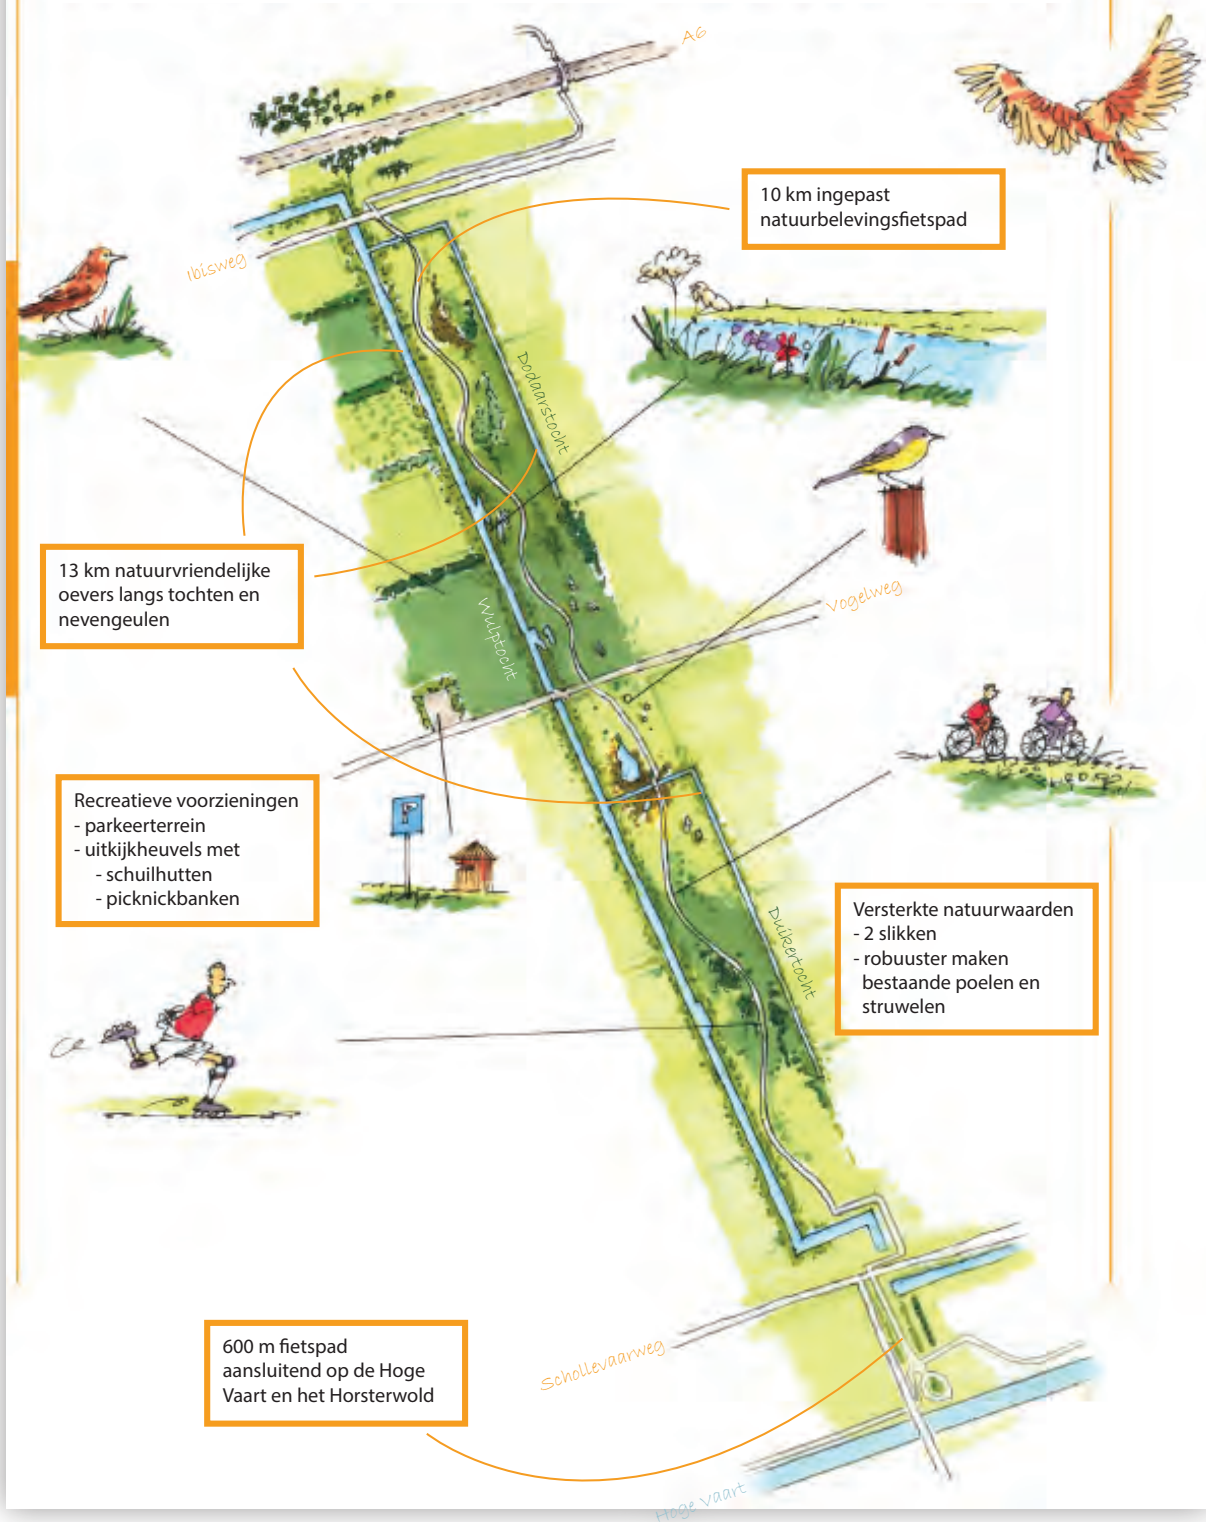 A6
10 km ingepast
natuurbelevingsfietspad
Ibisweg
Dodaarstocht
13 km natuurvriendelijke
oevers langs tochten en
nevengeulen
Wulptocht
Vogelweg
Recreatieve voorzieningen
- parkeerterrein
- uitkijkheuvels met
- schuilhutten
- picknickbanken
Versterkte natuurwaarden
- 2 slikken
- robuuster maken
bestaande poelen en
struwelen
Duikertocht
600 m fietspad
aansluitend op de Hoge
Vaart en het Horsterwold
Schollevaarweg
Hoge Vaart